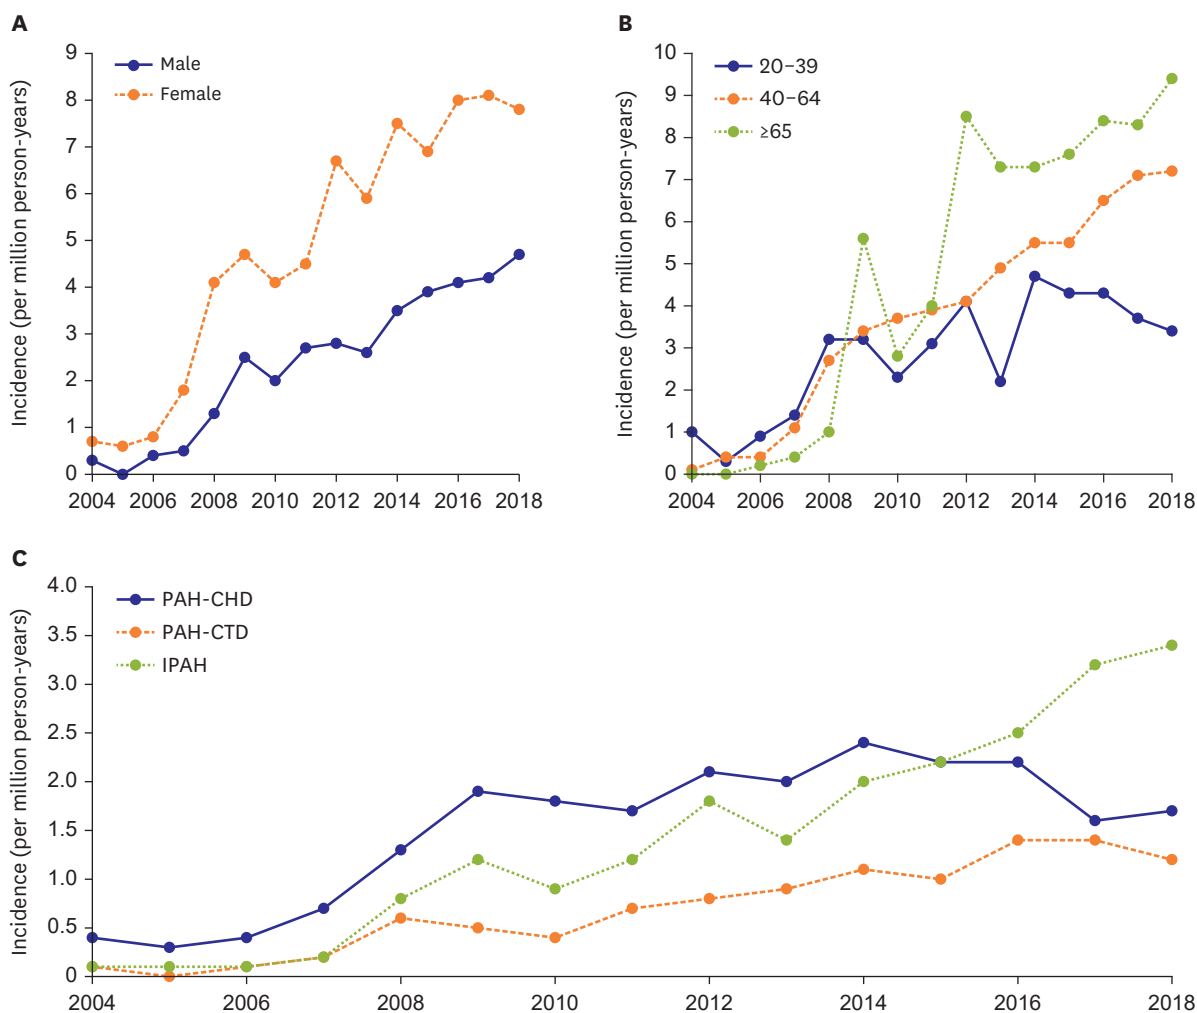 A
Incidence (per million person-years)
9
8
7
6
5
4
3
2
1
0
Male
Female
2004 2006 2008 2010 2012 2014 2016 2018
B
Incidence (per million person-years)
10
9
8
7
6
5
4
3
2
1
0
20–39
40–64
≥65
2004 2006 2008 2010 2012 2014 2016 2018
C
Incidence (per million person-years)
4.0
3.5
3.0
2.5
2.0
1.5
1.0
0.5
0
PAH-CHD
PAH-CTD
IPAH
2004 2006 2008 2010 2012 2014 2016 2018